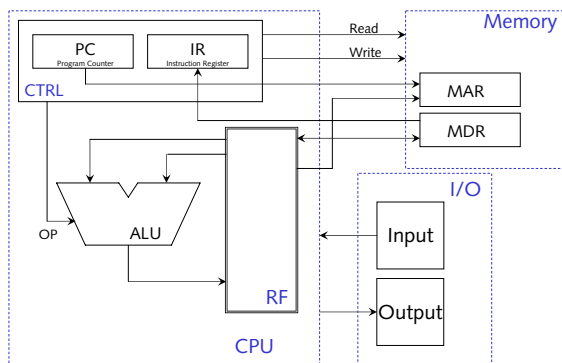 Read
Memory
PC
Program Counter
IR
Instruction Register
Write
CTRL
MAR
MDR
I/O
Input
OP
ALU
RF
Output
CPU